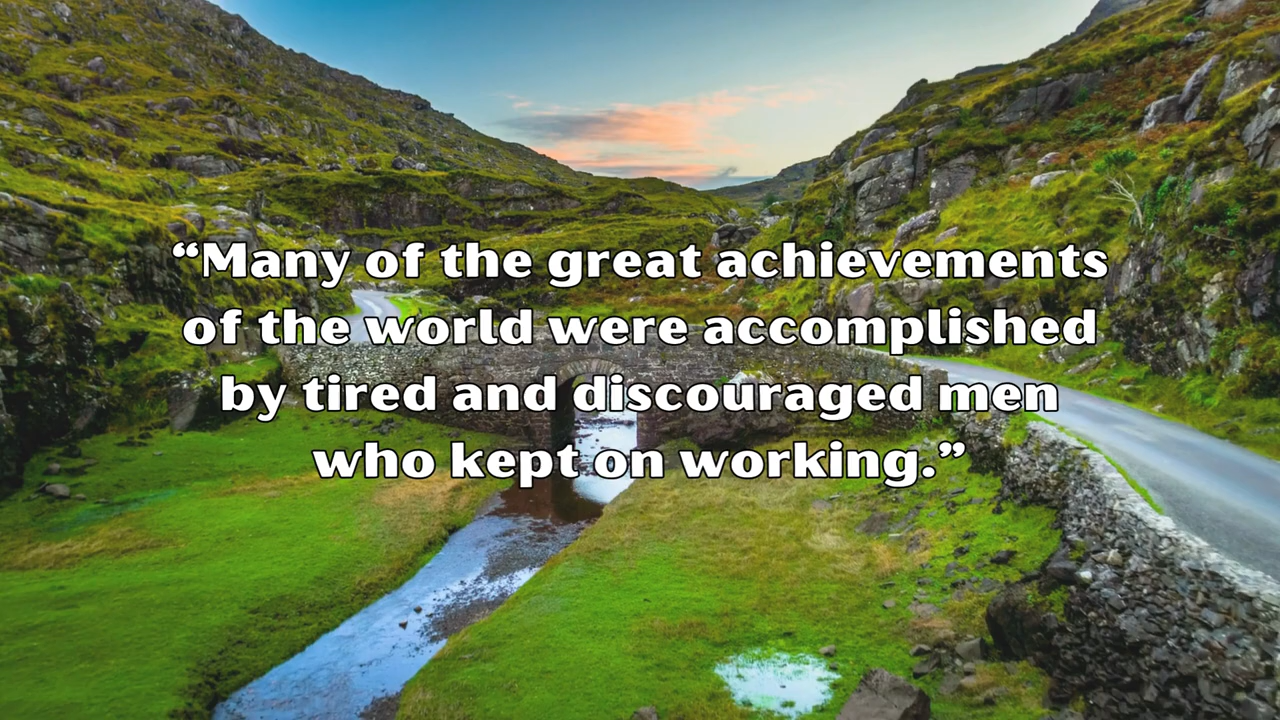 “Many of the great achievements
of the world were accomplished
by tired and discouraged men
who kept on working.”